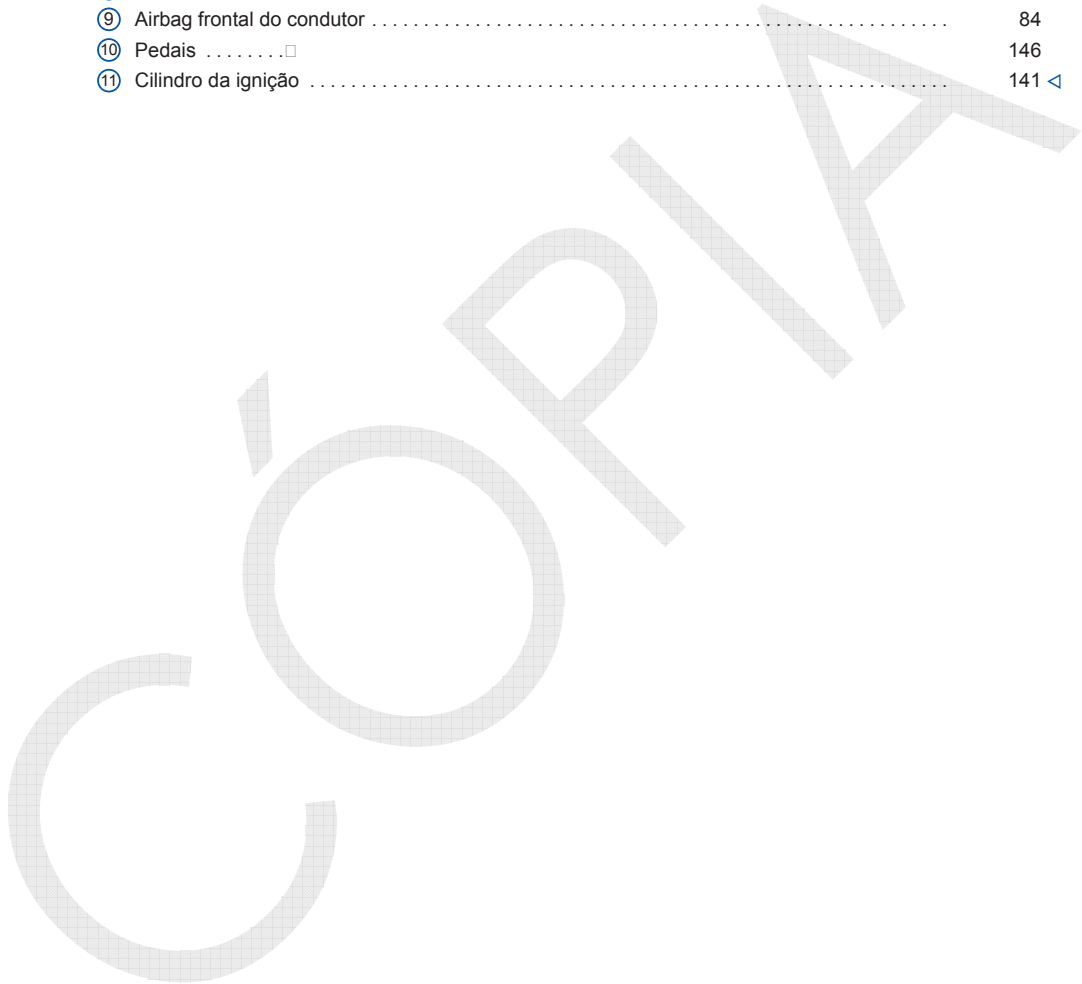 ⑨ Airbag frontal do condutor . . . . . . . . . . . . . . . . . . . . . . . . . . . . . . . . . . . . . . . . . . . . . . . . . . . . . . . . . . . . . . 84
⑩ Pedais . . . . . . . .□ 146
⑪ Cilindro da ignição . . . . . . . . . . . . . . . . . . . . . . . . . . . . . . . . . . . . . . . . . . . . . . . . . . . . . . . . . . . . . . . . . . . . 141 ◁
CÓPIA